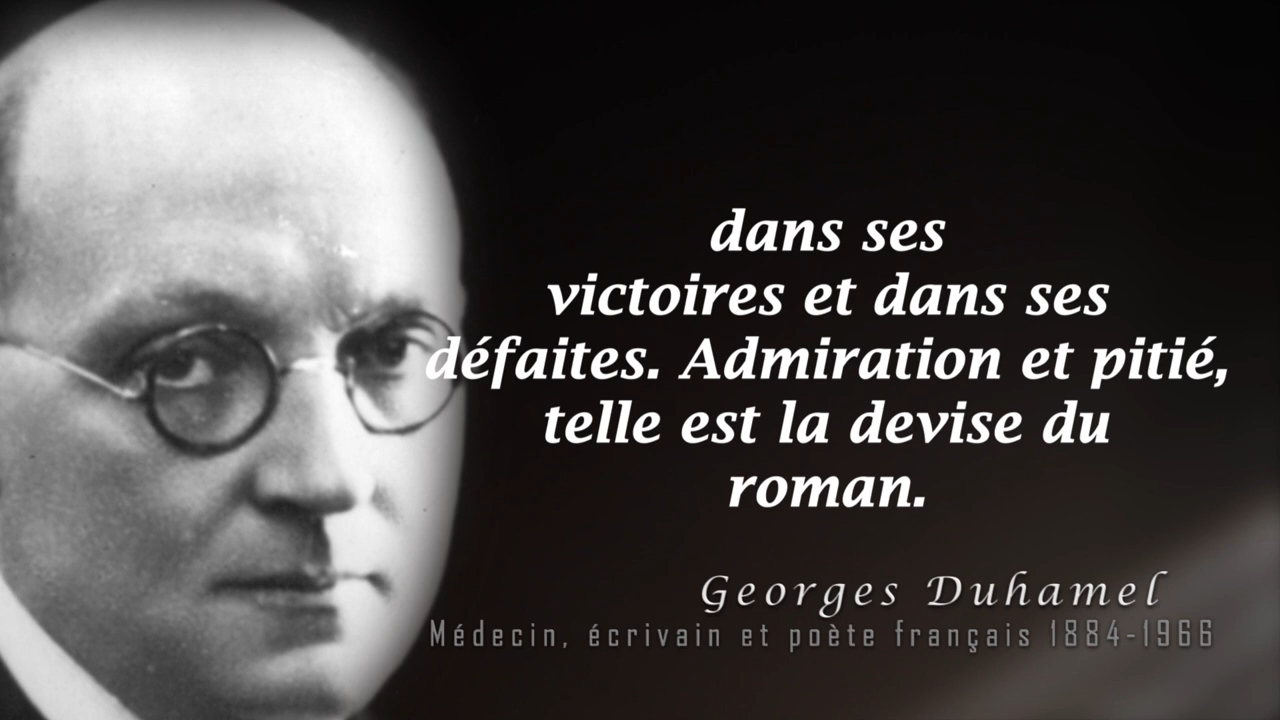 dans ses
victoires et dans ses
défaites. Admiration et pitié,
telle est la devise du
roman.
Georges Duhamel
Médecin, écrivain et poète français 1884-1966